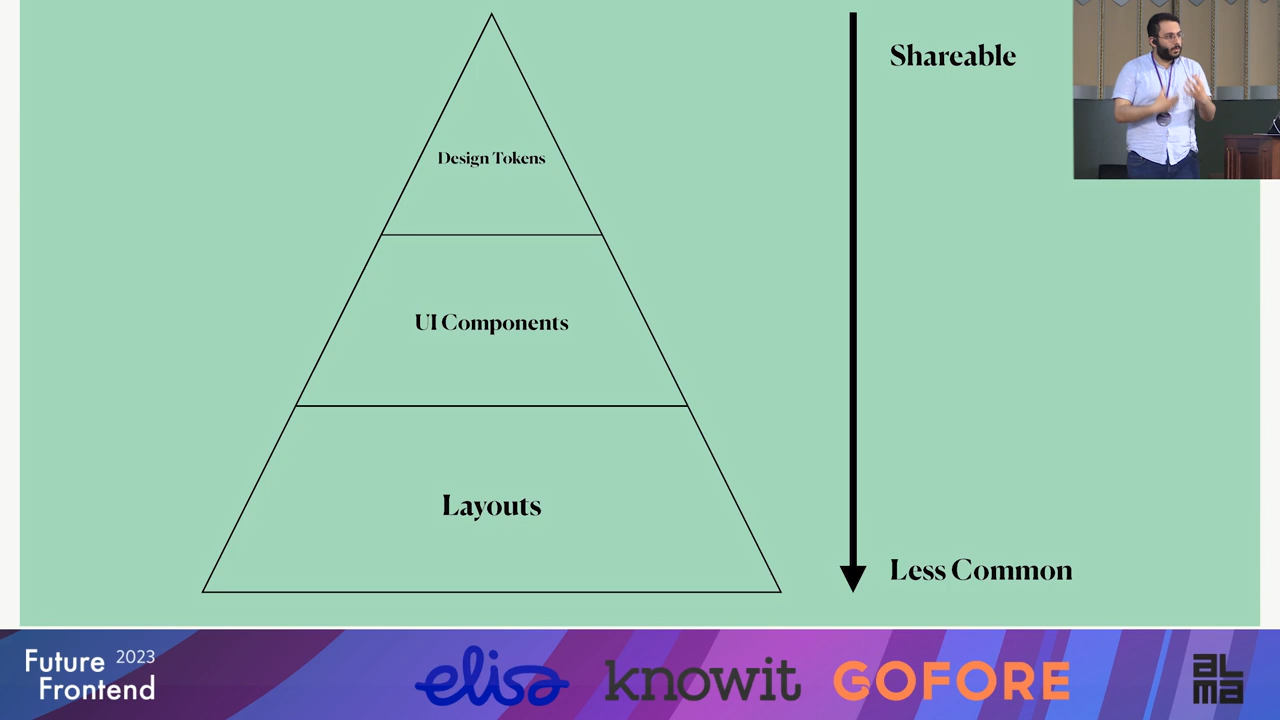 Shareable
Design Tokens
UI Components
Layouts
Less Common
Future 2023
Frontend
elisa
knowit
GOFORE
ALMA